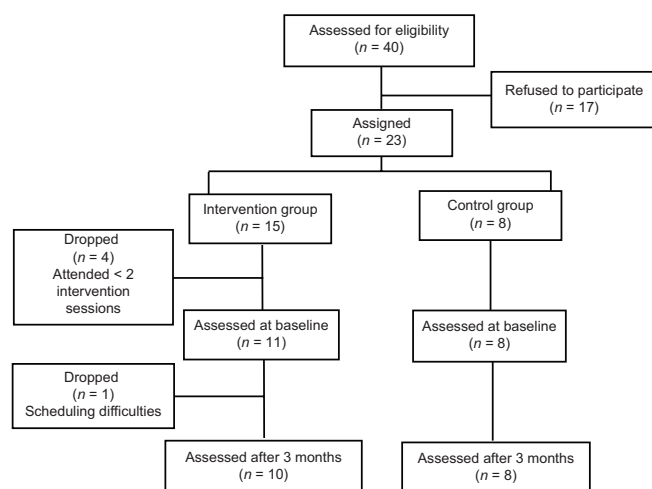 Assessed for eligibility
(n = 40)
Refused to participate
(n = 17)
Assigned
(n = 23)
Intervention group
(n = 15)
Control group
(n = 8)
Dropped
(n = 4)
Attended < 2
intervention
sessions
Assessed at baseline
(n = 11)
Assessed at baseline
(n = 8)
Dropped
(n = 1)
Scheduling difficulties
Assessed after 3 months
(n = 10)
Assessed after 3 months
(n = 8)